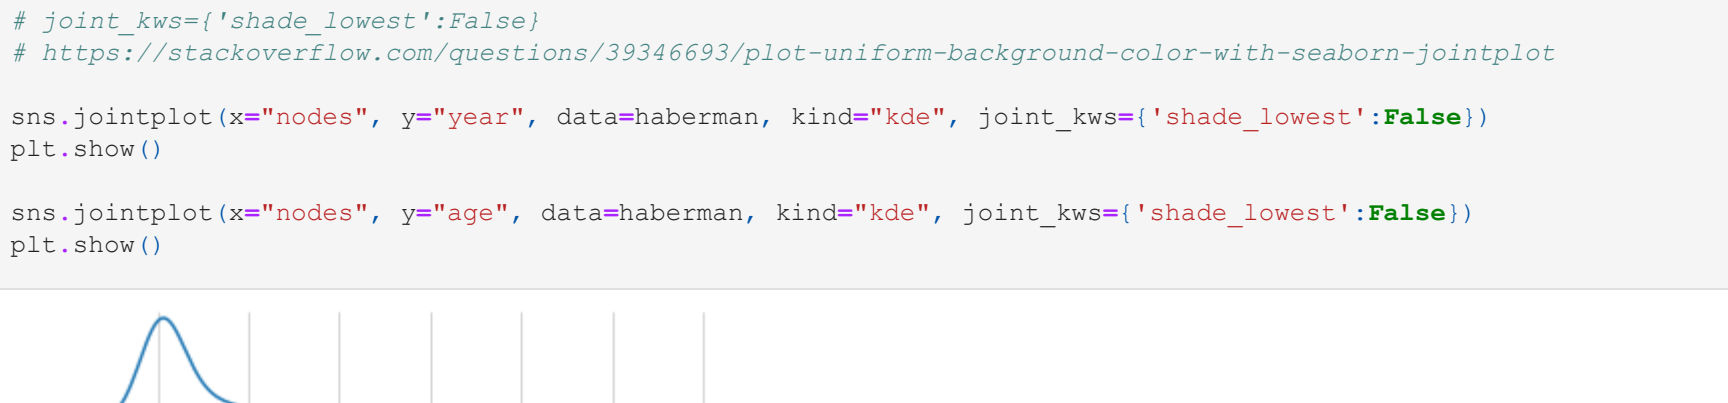 # joint_kws={'shade_lowest':False}
# https://stackoverflow.com/questions/39346693/plot-uniform-background-color-with-seaborn-jointplot
sns.jointplot(x="nodes", y="year", data=haberman, kind="kde", joint_kws={'shade_lowest':False})
plt.show()
sns.jointplot(x="nodes", y="age", data=haberman, kind="kde", joint_kws={'shade_lowest':False})
plt.show()